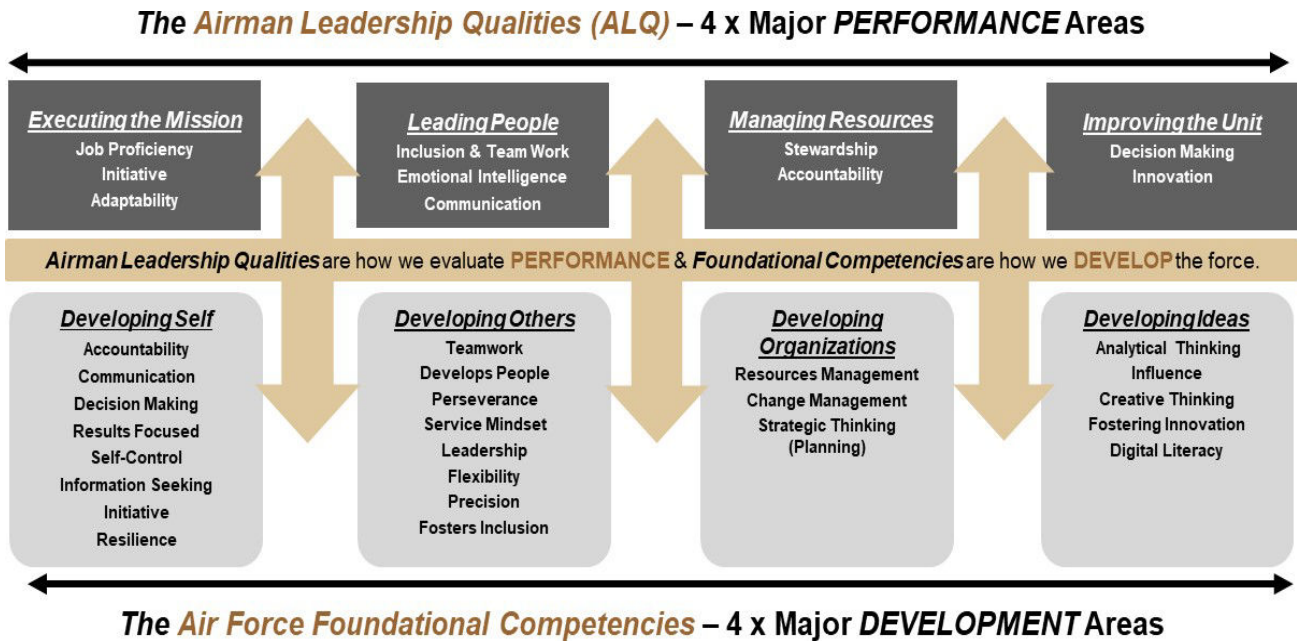 The Airman Leadership Qualities (ALQ) – 4 x Major PERFORMANCE Areas
Executing the Mission
Job Proficiency
Initiative
Adaptability
Leading People
Inclusion & Team Work
Emotional Intelligence
Communication
Managing Resources
Stewardship
Accountability
Improving the Unit
Decision Making
Innovation
Airman Leadership Qualities are how we evaluate PERFORMANCE & Foundational Competencies are how we DEVELOP the force.
Developing Self
Accountability
Communication
Decision Making
Results Focused
Self-Control
Information Seeking
Initiative
Resilience
Developing Others
Teamwork
Develops People
Perseverance
Service Mindset
Leadership
Flexibility
Precision
Fosters Inclusion
Developing
Organizations
Resources Management
Change Management
Strategic Thinking
(Planning)
Developing Ideas
Analytical Thinking
Influence
Creative Thinking
Fostering Innovation
Digital Literacy
The Air Force Foundational Competencies – 4 x Major DEVELOPMENT Areas